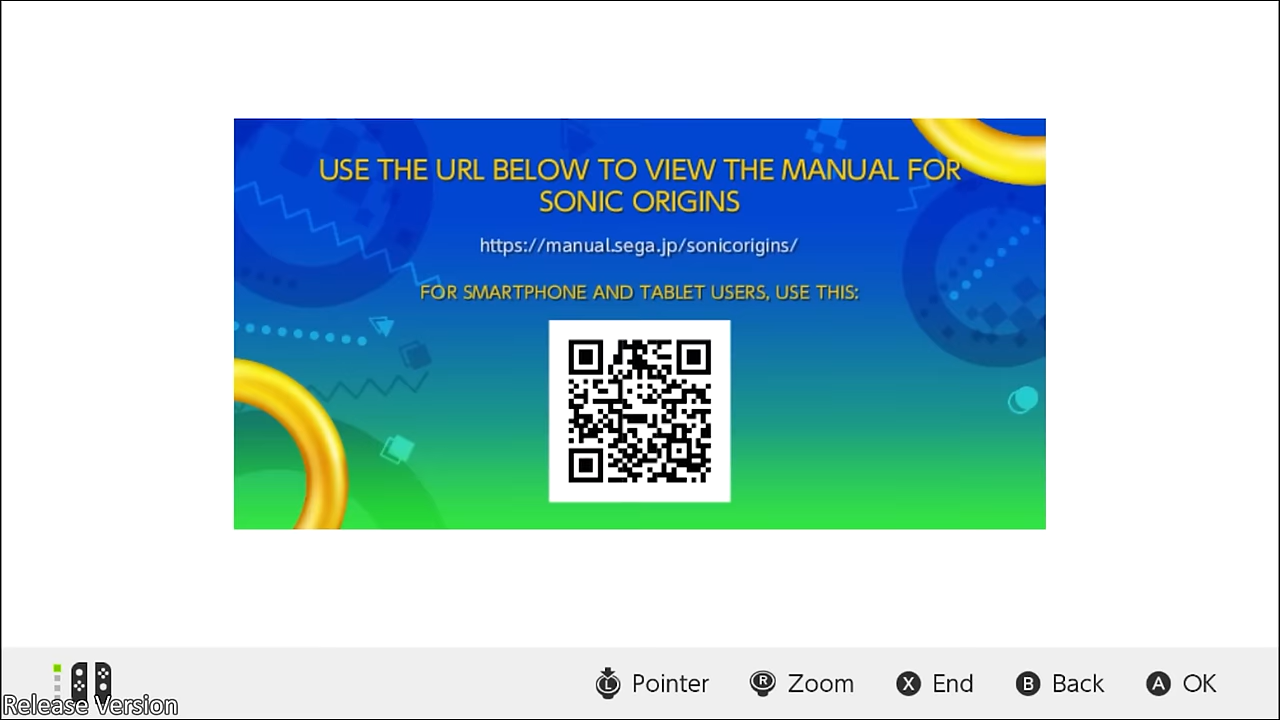 USE THE URL BELOW TO VIEW THE MANUAL FOR
SONIC ORIGINS
https://manual.sega.jp/sonicorigins/
FOR SMARTPHONE AND TABLET USERS, USE THIS:
L Pointer R Zoom X End B Back A OK
Release Version